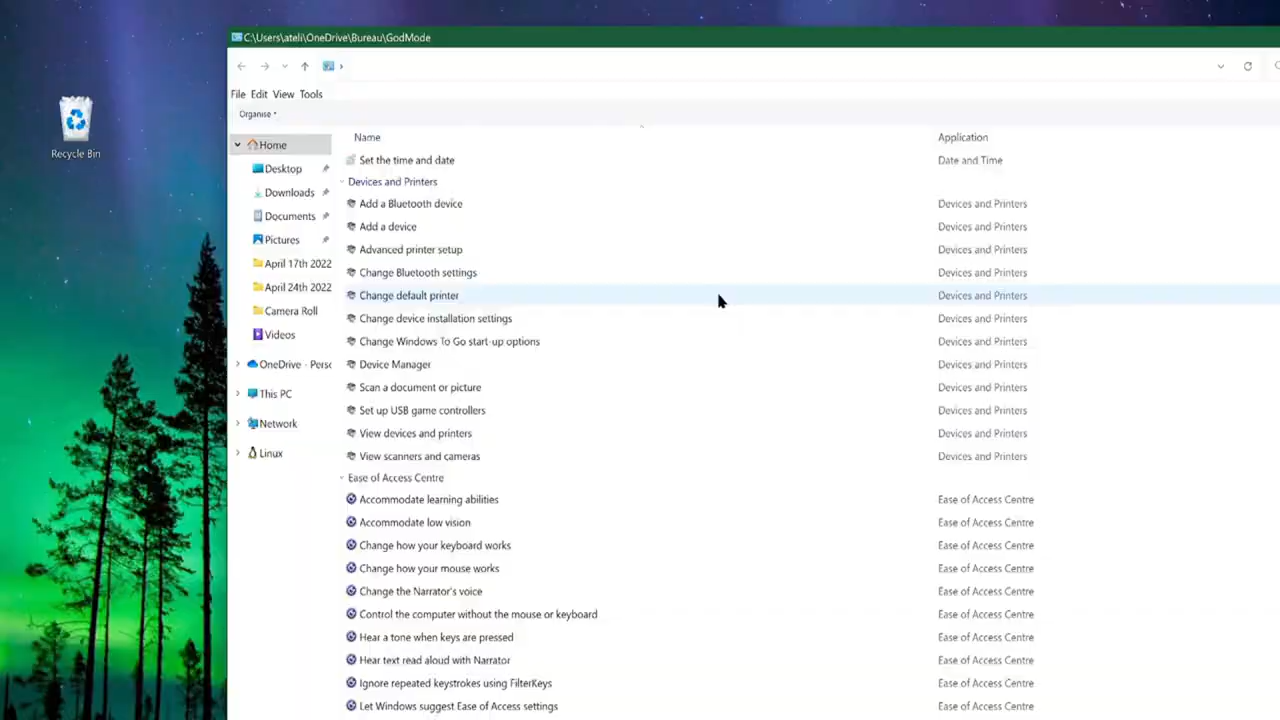 C:\Users\ateli\OneDrive\Bureau\GodMode
File Edit View Tools
Organise
Recycle Bin
Home
Desktop
Downloads
Documents
Pictures
April 17th 2022
April 24th 2022
Camera Roll
Videos
OneDrive - Perso
This PC
Network
Linux
Name Application
Set the time and date Date and Time
Devices and Printers
Add a Bluetooth device Devices and Printers
Add a device Devices and Printers
Advanced printer setup Devices and Printers
Change Bluetooth settings Devices and Printers
Change default printer Devices and Printers
Change device installation settings Devices and Printers
Change Windows To Go start-up options Devices and Printers
Device Manager Devices and Printers
Scan a document or picture Devices and Printers
Set up USB game controllers Devices and Printers
View devices and printers Devices and Printers
View scanners and cameras Devices and Printers
Ease of Access Centre
Accommodate learning abilities Ease of Access Centre
Accommodate low vision Ease of Access Centre
Change how your keyboard works Ease of Access Centre
Change how your mouse works Ease of Access Centre
Change the Narrator's voice Ease of Access Centre
Control the computer without the mouse or keyboard Ease of Access Centre
Hear a tone when keys are pressed Ease of Access Centre
Hear text read aloud with Narrator Ease of Access Centre
Ignore repeated keystrokes using FilterKeys Ease of Access Centre
Let Windows suggest Ease of Access settings Ease of Access Centre